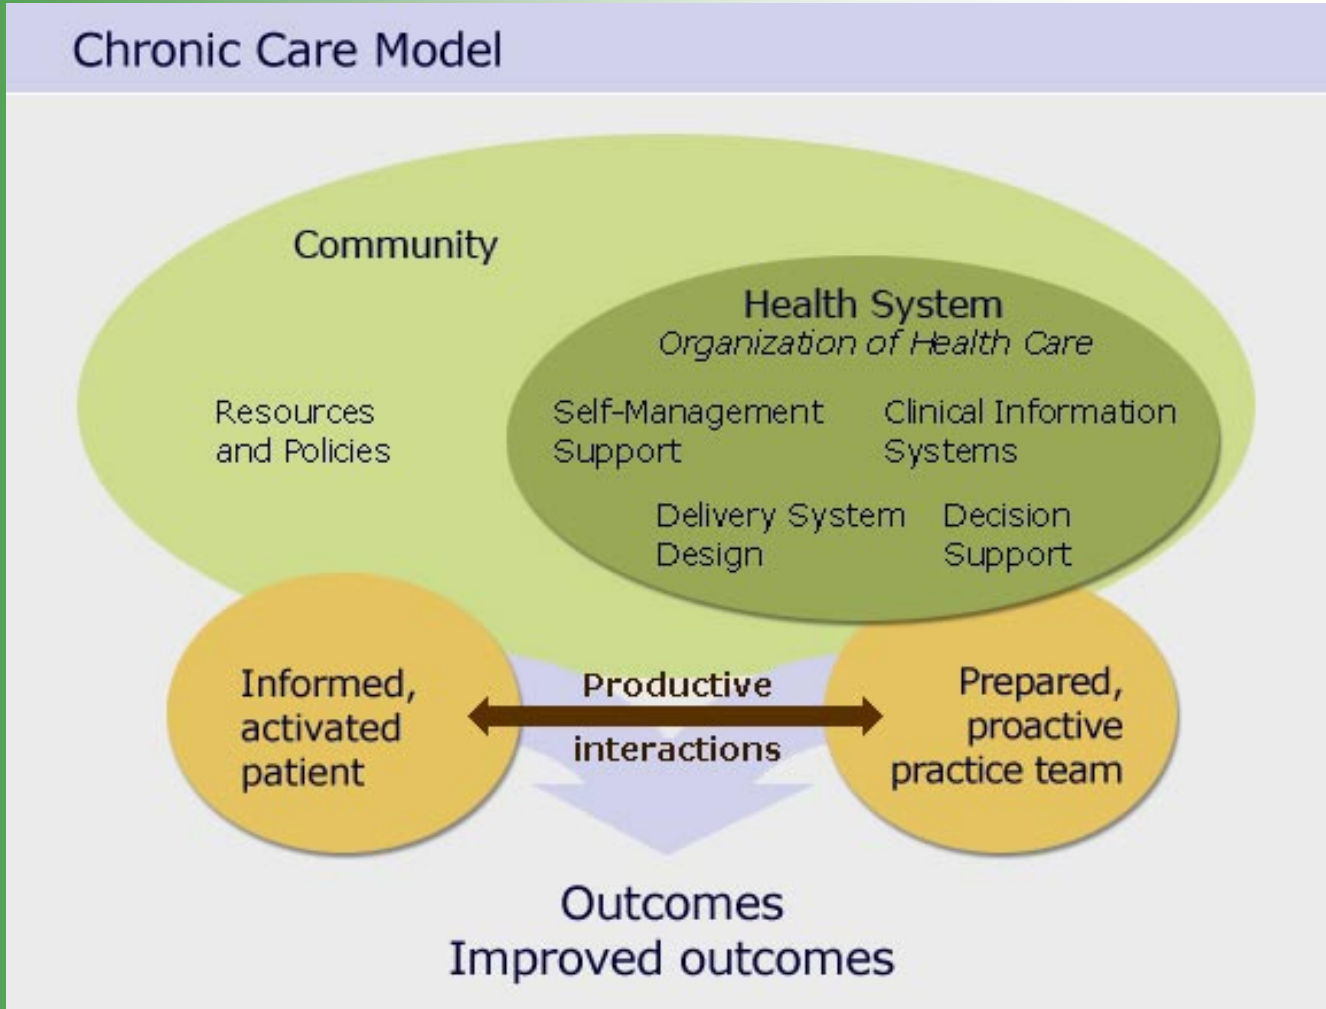 Chronic Care Model
Community
Health System
Organization of Health Care
Resources
and Policies
Self-Management
Support
Clinical Information
Systems
Delivery System
Design
Decision
Support
Informed,
activated
patient
Productive
interactions
Prepared,
proactive
practice team
Outcomes
Improved outcomes